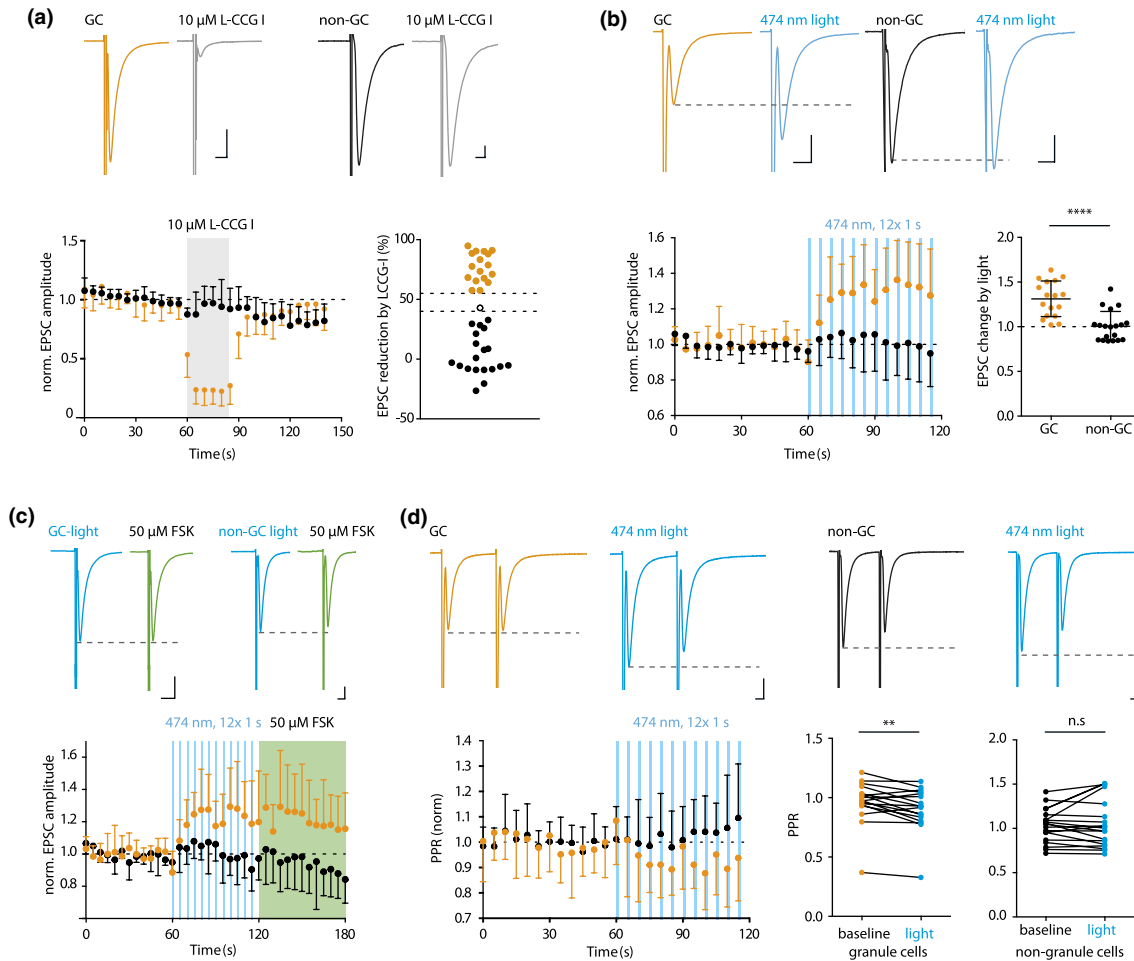 (a)
GC
10 µM L-CCG I
non-GC
10 µM L-CCG I
10 µM L-CCG I
norm. EPSC amplitude
1.5
1.0
0.5
0
0
30
60
90
120
150
Time (s)
EPSC reduction by LCCG-I (%)
100
50
0
-50
(b)
GC
474 nm light
non-GC
474 nm light
474 nm, 12x 1 s
norm. EPSC amplitude
1.6
1.4
1.2
1.0
0.8
0.6
0
30
60
90
120
Time (s)
****
EPSC change by light
2.0
1.5
1.0
0.5
0
GC
non-GC
(c)
GC-light
50 µM FSK
non-GC light
50 µM FSK
474 nm, 12x 1 s
50 µM FSK
norm. EPSC amplitude
1.6
1.4
1.2
1.0
0.8
0
60
120
180
Time (s)
(d)
GC
474 nm light
non-GC
474 nm light
474 nm, 12x 1 s
PPR (norm)
1.4
1.3
1.2
1.1
1.0
0.9
0.8
0.7
0
30
60
90
120
Time (s)
**
PPR
1.5
1.0
0.5
0.0
baseline
light
granule cells
n.s
2.0
1.5
1.0
0.5
0.0
baseline
light
non-granule cells